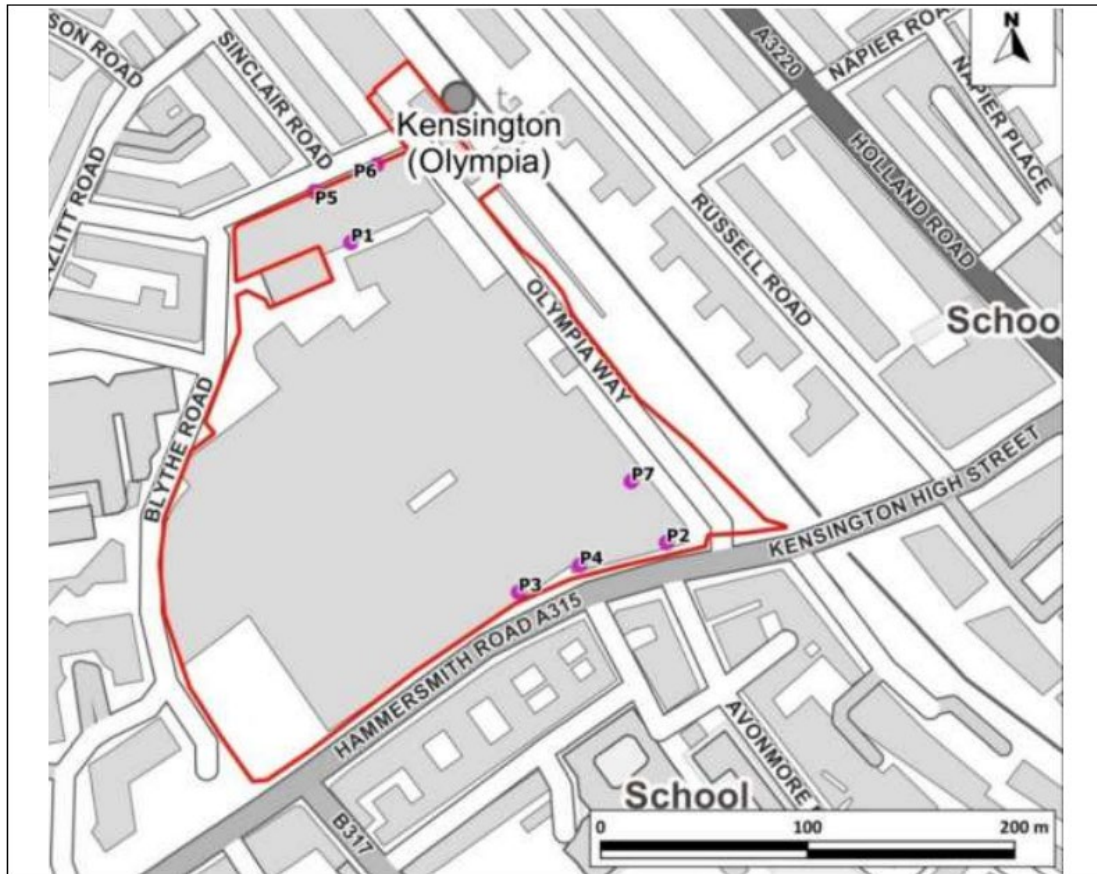 SON ROAD
SINCLAIR ROAD
A3220
NAPIER ROA
N
NAPIER PLACE
HOLLAND ROAD
Kensington
(Olympia)
ZLITT ROAD
P6
P5
P1
RUSSELL ROAD
OLYMPIA WAY
Schoo
BLYTHE ROAD
P7
KENSINGTON HIGH STREET
P2
P4
P3
HAMMERSMITH ROAD A315
AVONMORE
School
B317
0 100 200 m